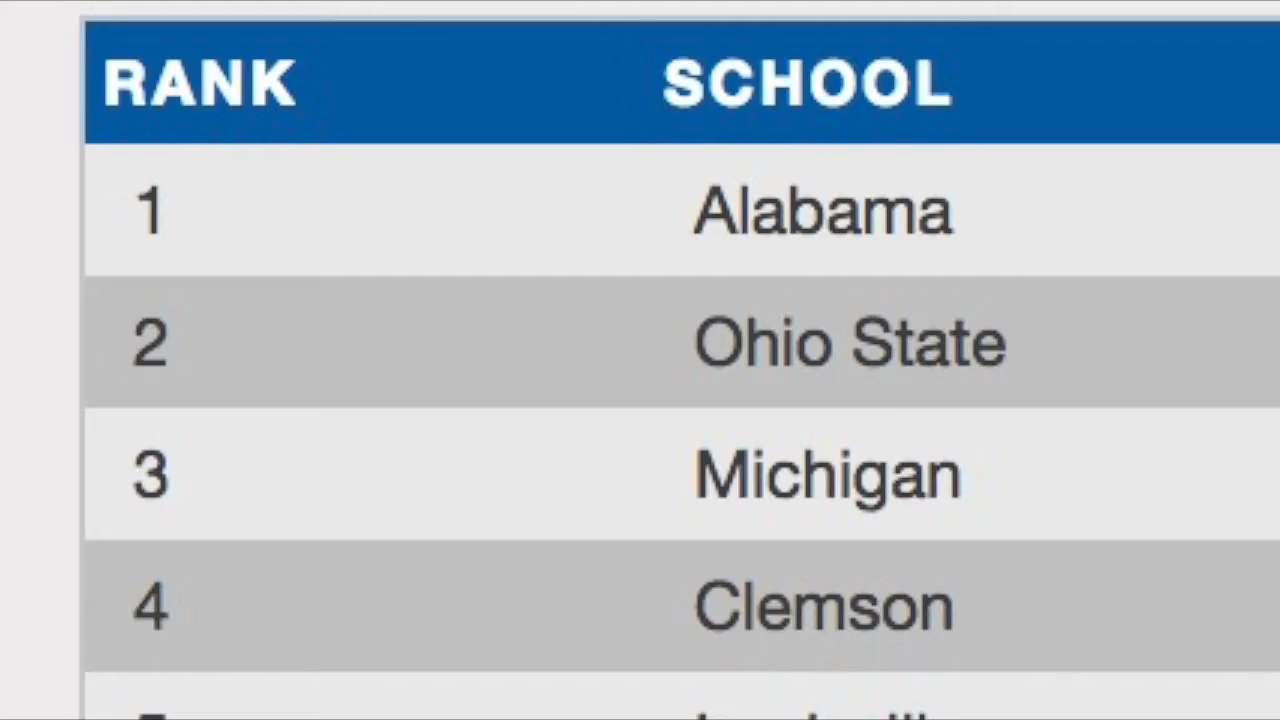 RANK SCHOOL
1 Alabama
2 Ohio State
3 Michigan
4 Clemson